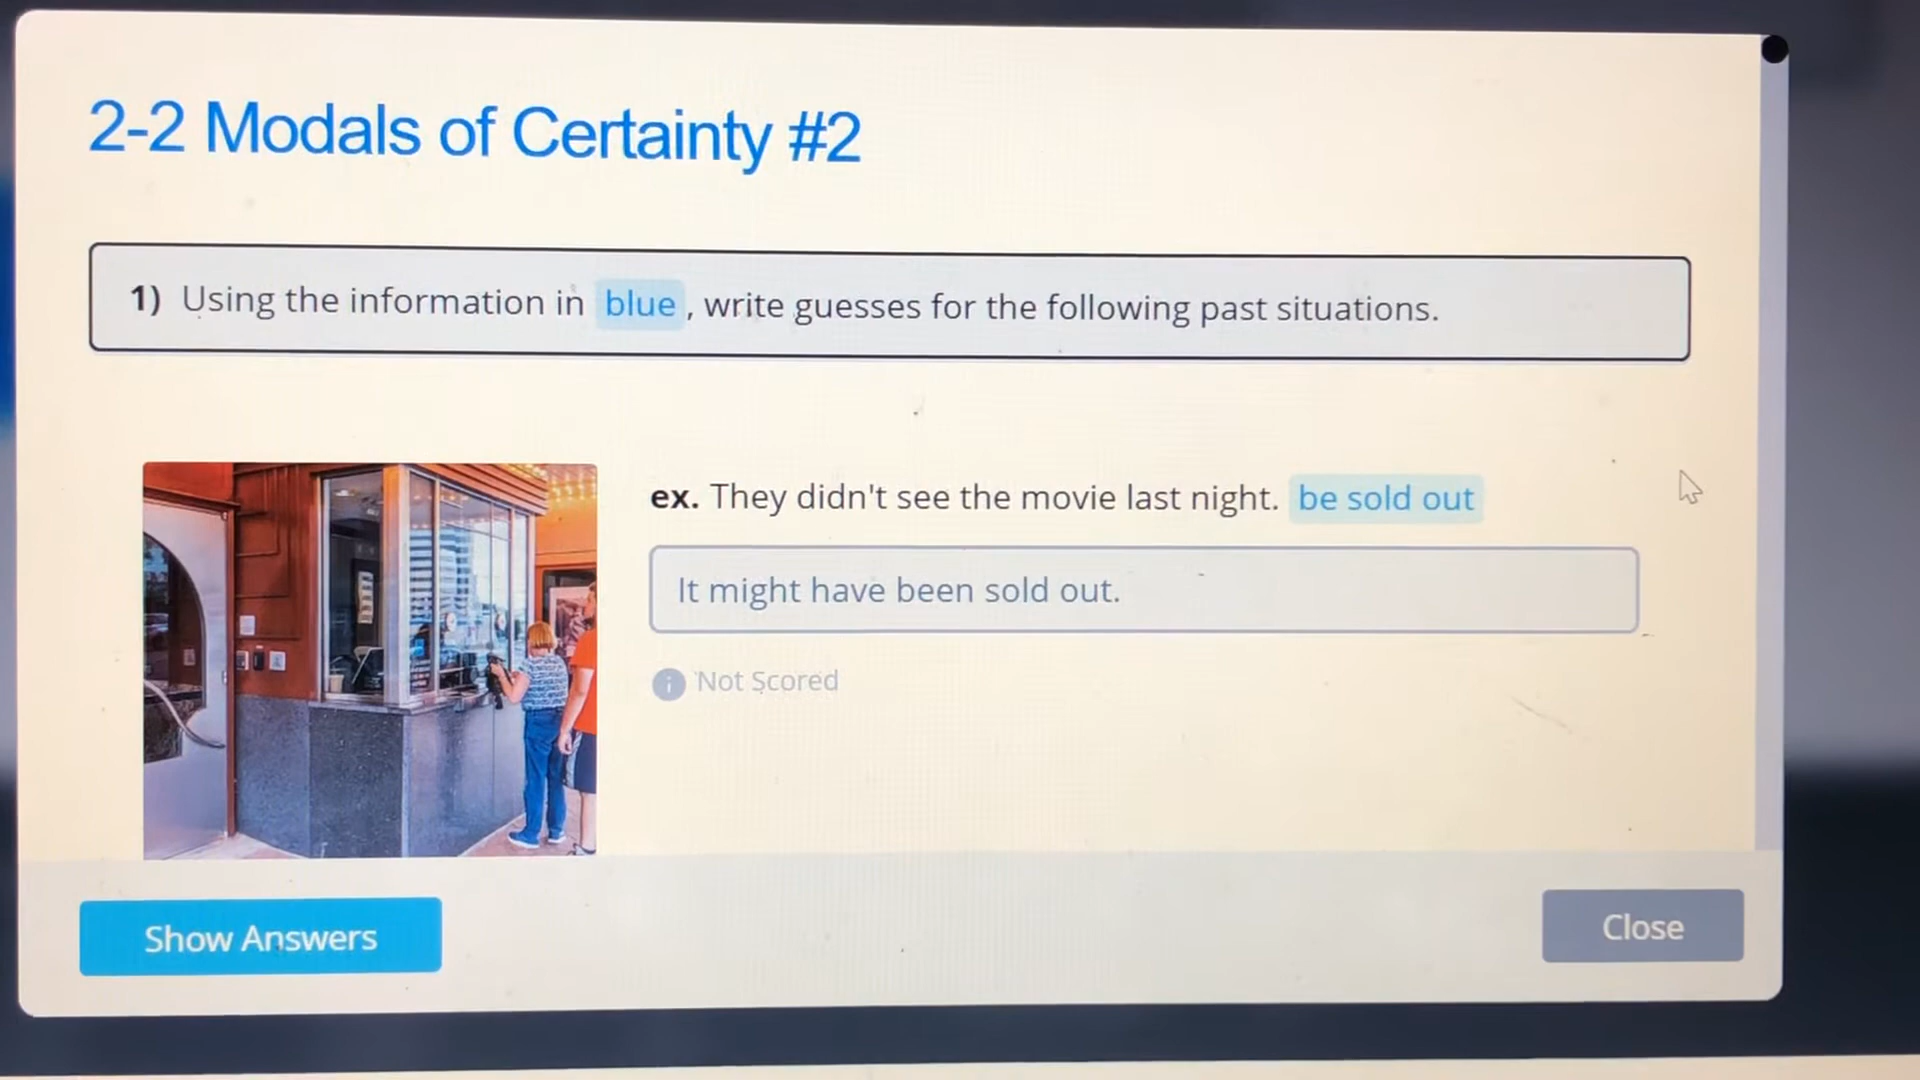 2-2 Modals of Certainty #2
1) Using the information in blue, write guesses for the following past situations.
ex. They didn't see the movie last night. be sold out
It might have been sold out.
i Not Scored
Show Answers
Close